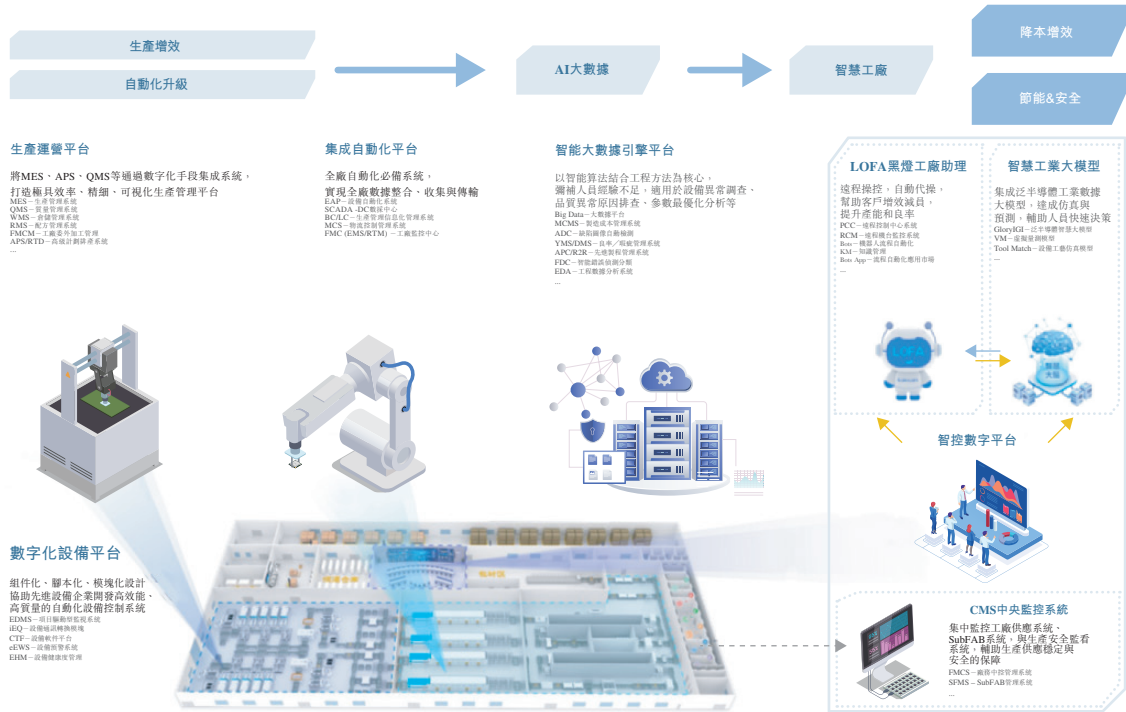 生產增效
自動化升級
AI大數據
智慧工廠
降本增效
節能&安全
生產運營平台
將MES、APS、QMS等通過數字化手段集成系統，
打造極具效率、精細、可視化生產管理平台
MES－生產管理系統
QMS－質量管理系統
WMS－倉儲管理系統
RMS－配方管理系統
FMCM－工廠委外加工管理
APS/RTD－高級計劃排產系統
...
集成自動化平台
全廠自動化必備系統，
實現全廠數據整合、收集與傳輸
EAP－設備自動化系統
SCADA -DC數採中心
BC/LC－生產管理信息化管理系統
MCS－物流控制管理系統
FMC (EMS/RTM)－工廠監控中心
智能大數據引擎平台
以智能算法結合工程方法為核心，
彌補人員經驗不足，適用於設備異常調查、
品質異常原因排查、參數最優化分析等
Big Data－大數據平台
MCMS－製造成本管理系統
ADC－缺陷圖像自動檢測
YMS/DMS－良率／瑕疵管理系統
APC/R2R－先進製程管理系統
FDC－智能錯誤偵測分類
EDA－工程數據分析系統
...
LOFA黑燈工廠助理
遠程操控，自動代操，
幫助客戶增效減員，
提升產能和良率
PCC－遠程控制中心系統
RCM－遠程機台監控系統
Bots－機器人流程自動化
KM－知識管理
Bots App－流程自動化應用市場
...
智慧工業大模型
集成泛半導體工業數據
大模型，達成仿真與
預測，輔助人員快速決策
GloryIGI－泛半導體智慧大模型
VM－虛擬量測模型
Tool Match－設備工藝仿真模型
...
LOFA
智慧
大腦
智控數字平台
數字化設備平台
組件化、腳本化、模塊化設計
協助先進設備企業開發高效能、
高質量的自動化設備控制系統
EDMS－項目驅動型監視系統
iEQ－設備通訊轉換模塊
CTF－設備軟件平台
eEWS－設備預警系統
EHM－設備健康度管理
CMS中央監控系統
集中監控工廠供應系統、
SubFAB系統，與生產安全監看
系統，輔助生產供應穩定與
安全的保障
FMCS－廠務中控管理系統
SFMS – SubFAB管理系統
...